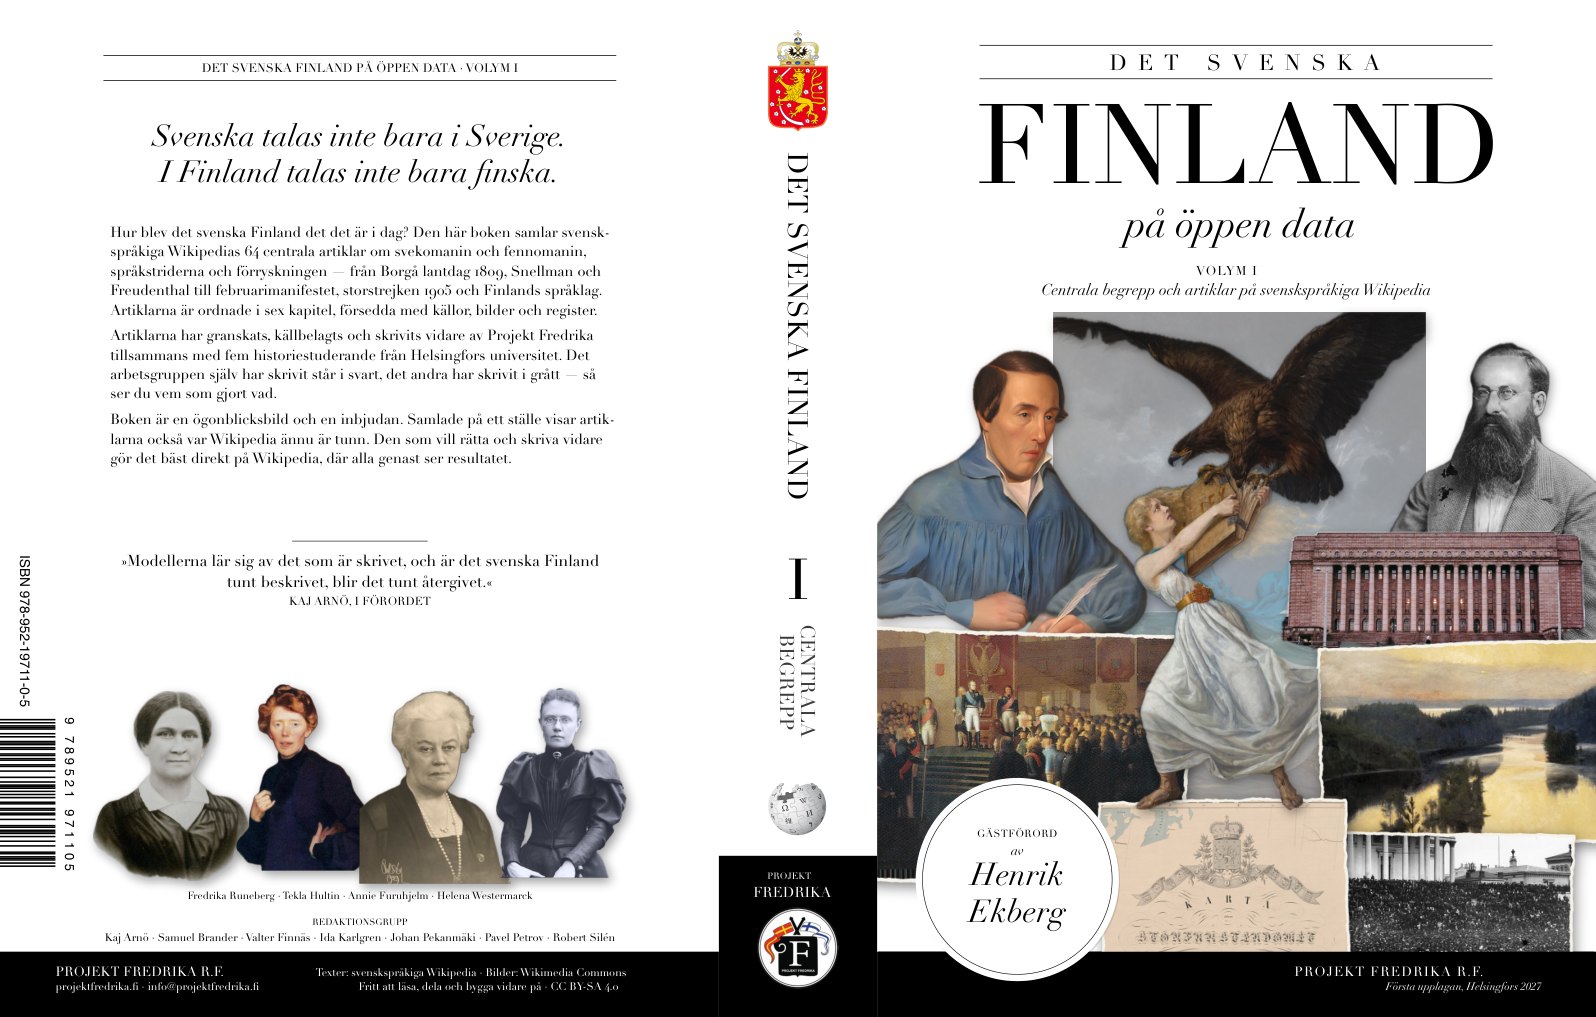 DET SVENSKA FINLAND PÅ ÖPPEN DATA · VOLYM I
Svenska talas inte bara i Sverige.
I Finland talas inte bara finska.
Hur blev det svenska Finland det det är i dag? Den här boken samlar svensk-
språkiga Wikipedias 64 centrala artiklar om svekomanin och fennomanin,
språkstriderna och förryskningen — från Borgå lantdag 1809, Snellman och
Freudenthal till februarimanifestet, storstrejken 1905 och Finlands språklag.
Artiklarna är ordnade i sex kapitel, försedda med källor, bilder och register.
Artiklarna har granskats, källbelagts och skrivits vidare av Projekt Fredrika
tillsammans med fem historiestuderande från Helsingfors universitet. Det
arbetsgruppen själv har skrivit står i svart, det andra har skrivit i grått — så
ser du vem som gjort vad.
Boken är en ögonblicksbild och en inbjudan. Samlade på ett ställe visar artik-
larna också var Wikipedia ännu är tunn. Den som vill rätta och skriva vidare
gör det bäst direkt på Wikipedia, där alla genast ser resultatet.
»Modellerna lär sig av det som är skrivet, och är det svenska Finland
tunt beskrivet, blir det tunt återgivet.«
KAJ ARNÖ, I FÖRORDET
ISBN 978-952-19711-0-5
9 789521 971105
Fredrika Runeberg · Tekla Hultin · Annie Furuhjelm · Helena Westermarck
REDAKTIONSGRUPP
Kaj Arnö · Samuel Brander · Valter Finnäs · Ida Karlgren · Johan Pekanmäki · Pavel Petrov · Robert Silén
PROJEKT FREDRIKA R.F.
projektfredrika.fi · info@projektfredrika.fi
Texter: svenskspråkiga Wikipedia · Bilder: Wikimedia Commons
Fritt att läsa, dela och bygga vidare på · CC BY-SA 4.0
DET SVENSKA FINLAND
I
CENTRALA
BEGREPP
PROJEKT
FREDRIKA
F
PROJEKT FREDRIKA
DET SVENSKA
FINLAND
på öppen data
VOLYM I
Centrala begrepp och artiklar på svenskspråkiga Wikipedia
GÄSTFÖRORD
av
Henrik
Ekberg
KARTA
STORFURSTENDÖMET
PROJEKT FREDRIKA R.F.
Första upplagan, Helsingfors 2027